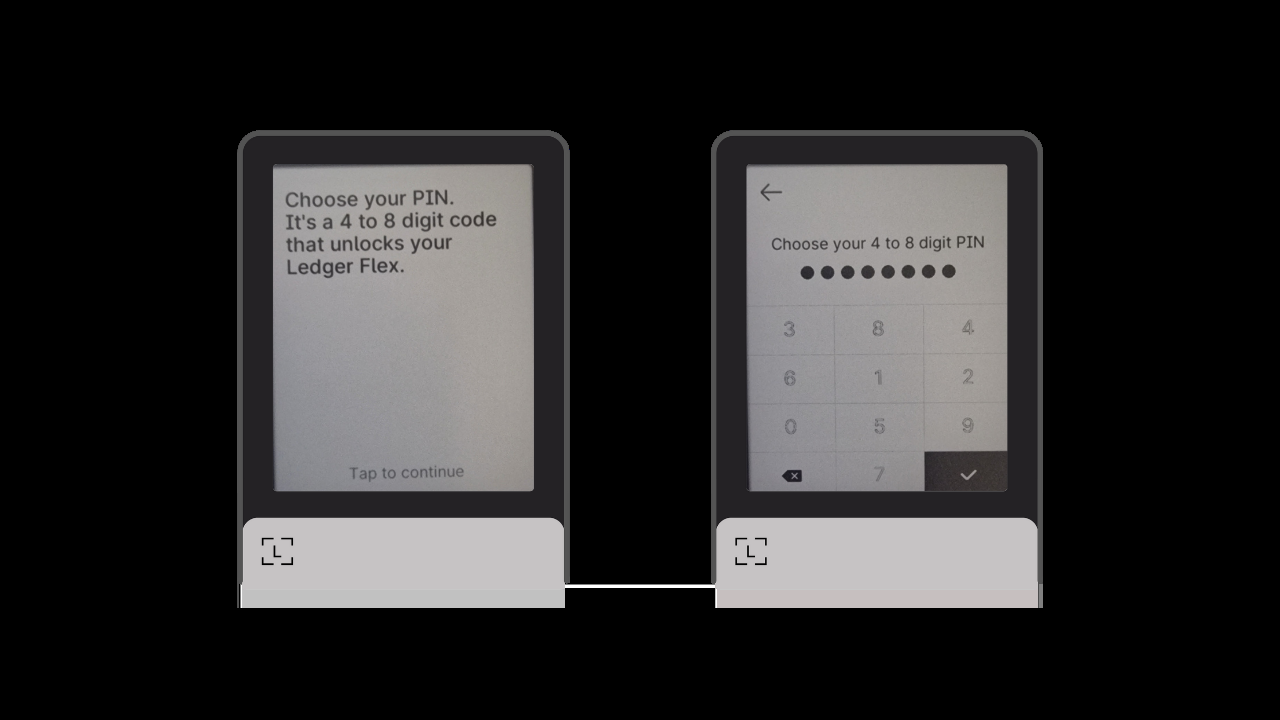 Choose your PIN.
It's a 4 to 8 digit code
that unlocks your
Ledger Flex.
Tap to continue
L
Choose your 4 to 8 digit PIN
3 8 4
6 1 2
0 5 9
7
L